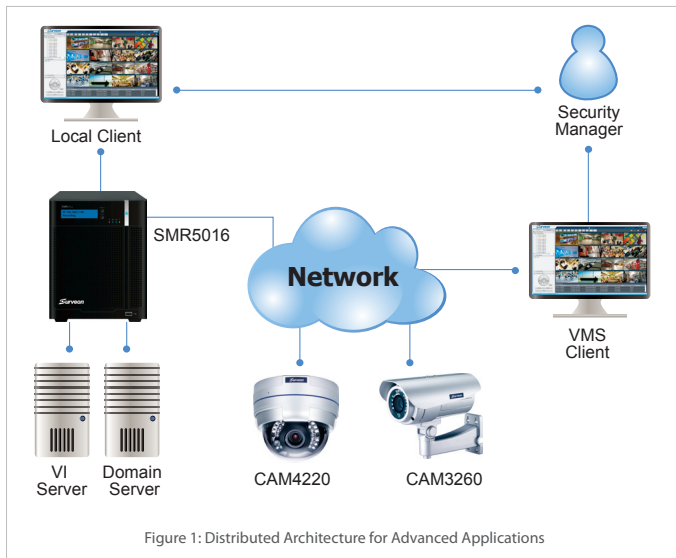 Local Client
Security
Manager
SMR5016
Surveon
Network
VMS
Client
VI
Server
Domain
Server
CAM4220
CAM3260
Figure 1: Distributed Architecture for Advanced Applications